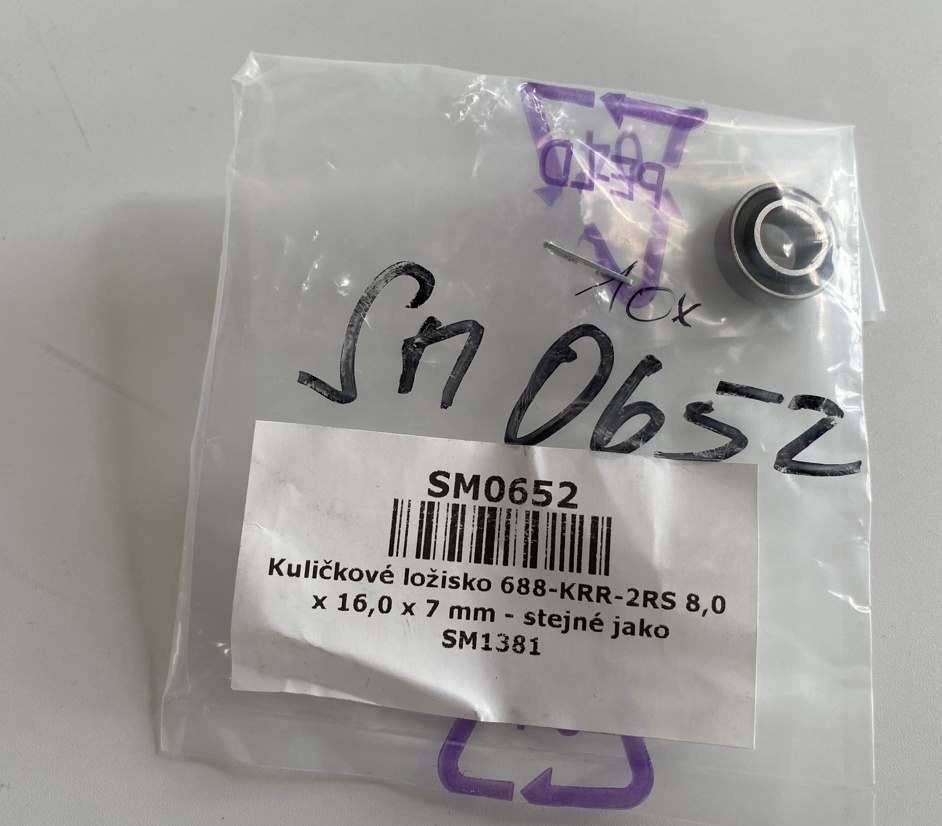 PE-LD
10x
SM 0652
SM0652
Kuličkové ložisko 688-KRR-2RS 8,0
x 16,0 x 7 mm - stejné jako
SM1381